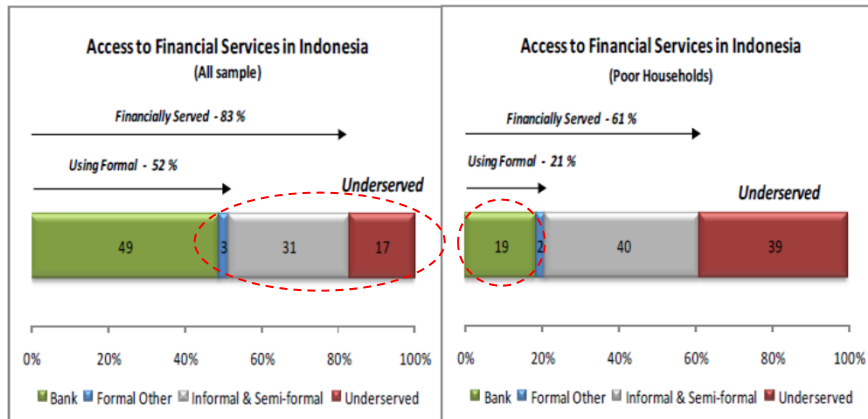 Access to Financial Services in Indonesia
(All sample)
Financially Served - 83 %
Using Formal - 52 %
Underserved
49 3 31 17
0% 20% 40% 60% 80% 100%
Bank Formal Other Informal & Semi-formal Underserved
Access to Financial Services in Indonesia
(Poor Households)
Financially Served - 61 %
Using Formal - 21 %
Underserved
19 2 40 39
0% 20% 40% 60% 80% 100%
Bank Formal Other Informal & Semi-formal Underserved